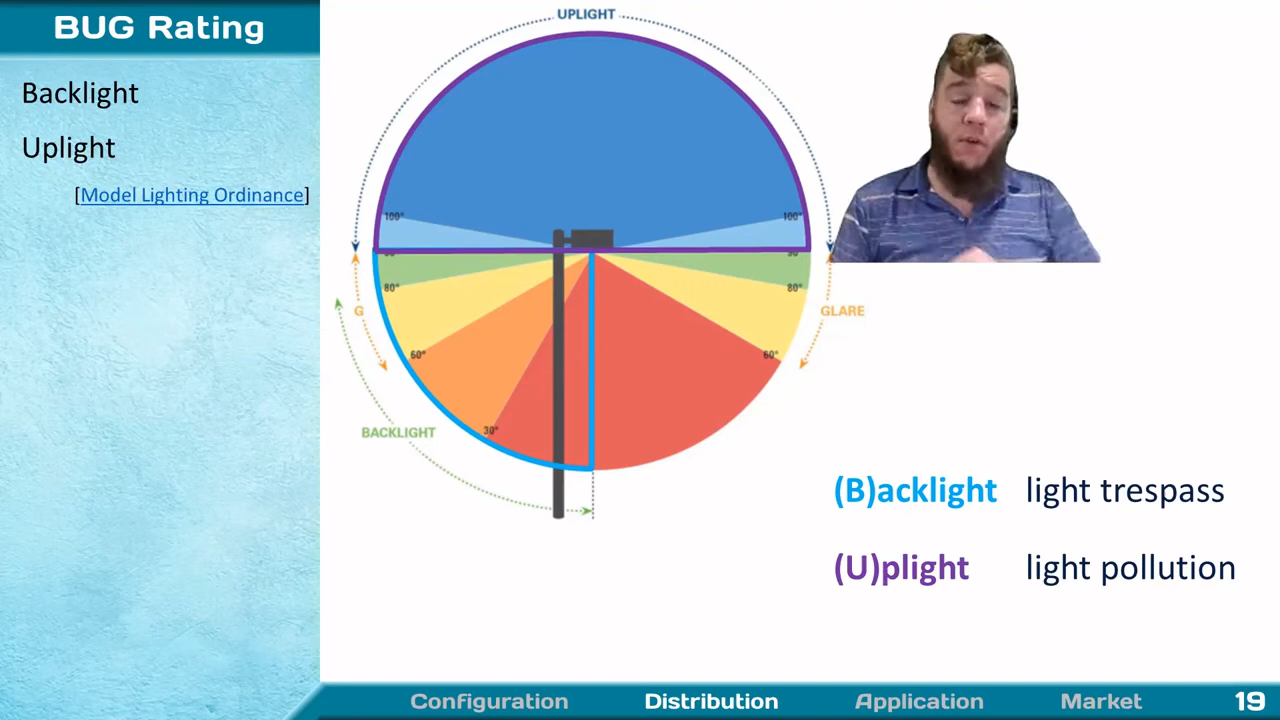 BUG Rating
Backlight
Uplight
[Model Lighting Ordinance]
UPLIGHT
100° 100°
80° 80°
G GLARE
60° 60°
BACKLIGHT
30°
(B)acklight light trespass
(U)plight light pollution
Configuration Distribution Application Market 19